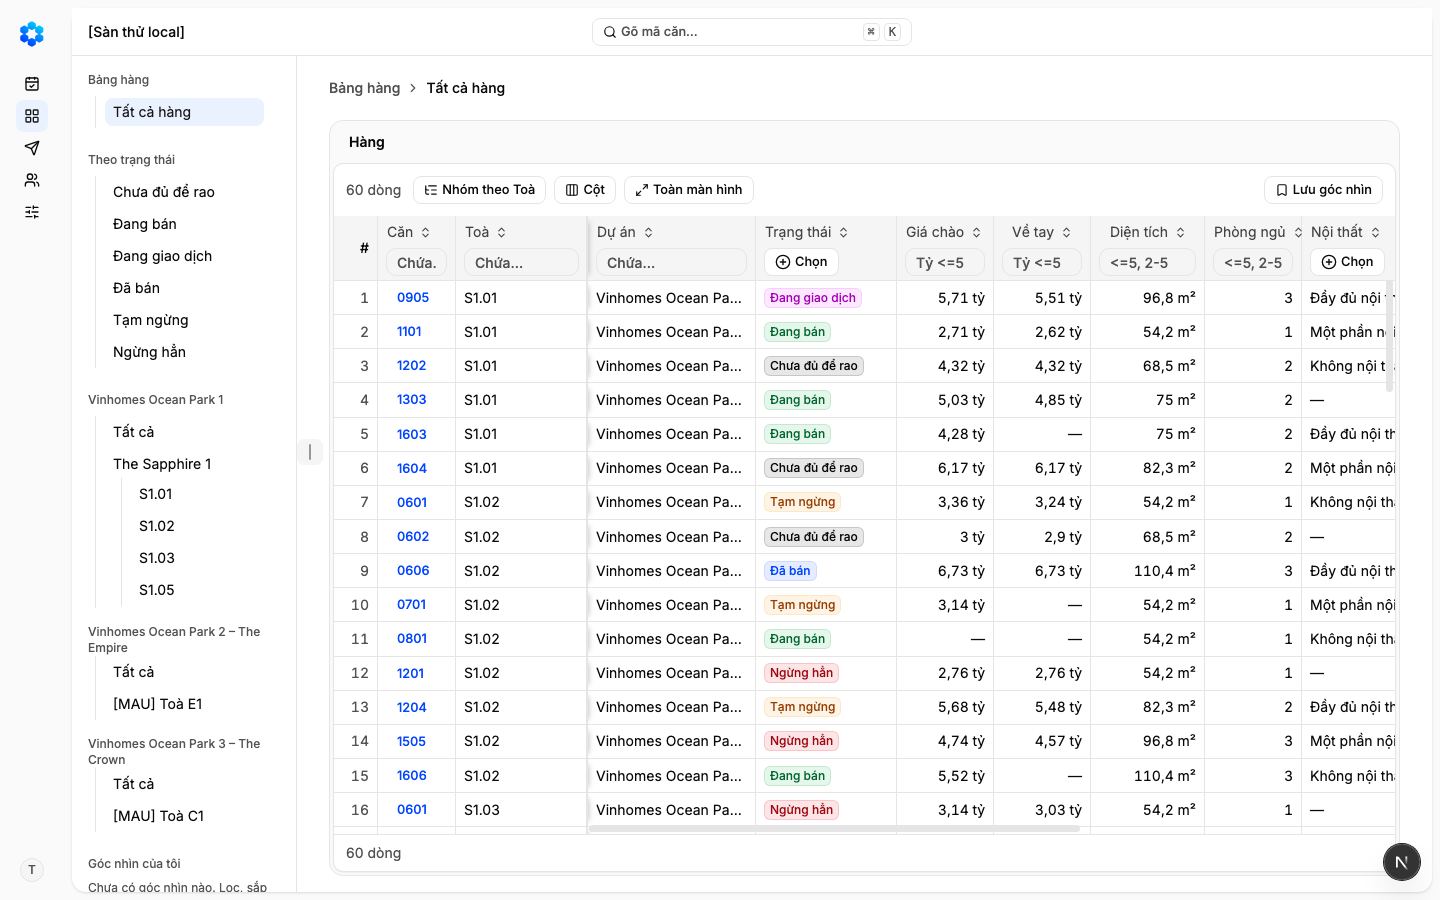 [Sàn thử local]
Gõ mã căn...
⌘ K
Bảng hàng
Tất cả hàng
Theo trạng thái
Chưa đủ để rao
Đang bán
Đang giao dịch
Đã bán
Tạm ngừng
Ngừng hẳn
Vinhomes Ocean Park 1
Tất cả
The Sapphire 1
S1.01
S1.02
S1.03
S1.05
Vinhomes Ocean Park 2 – The
Empire
Tất cả
[MAU] Toà E1
Vinhomes Ocean Park 3 – The
Crown
Tất cả
[MAU] Toà C1
Góc nhìn của tôi
Chưa có góc nhìn nào. Lọc, sắp
T
Bảng hàng > Tất cả hàng
Hàng
60 dòng Nhóm theo Toà Cột Toàn màn hình Lưu góc nhìn
# Căn Toà Dự án Trạng thái Giá chào Về tay Diện tích Phòng ngủ Nội thất
Chứa. Chứa... Chứa... Chọn Tỷ <=5 Tỷ <=5 <=5, 2-5 <=5, 2-5 Chọn
1 0905 S1.01 Vinhomes Ocean Pa... Đang giao dịch 5,71 tỷ 5,51 tỷ 96,8 m² 3 Đầy đủ nội
2 1101 S1.01 Vinhomes Ocean Pa... Đang bán 2,71 tỷ 2,62 tỷ 54,2 m² 1 Một phần nội
3 1202 S1.01 Vinhomes Ocean Pa... Chưa đủ để rao 4,32 tỷ 4,32 tỷ 68,5 m² 2 Không nội
4 1303 S1.01 Vinhomes Ocean Pa... Đang bán 5,03 tỷ 4,85 tỷ 75 m² 2 —
5 1603 S1.01 Vinhomes Ocean Pa... Đang bán 4,28 tỷ — 75 m² 2 Đầy đủ nội th
6 1604 S1.01 Vinhomes Ocean Pa... Chưa đủ để rao 6,17 tỷ 6,17 tỷ 82,3 m² 2 Một phần nội
7 0601 S1.02 Vinhomes Ocean Pa... Tạm ngừng 3,36 tỷ 3,24 tỷ 54,2 m² 1 Không nội th
8 0602 S1.02 Vinhomes Ocean Pa... Chưa đủ để rao 3 tỷ 2,9 tỷ 68,5 m² 2 —
9 0606 S1.02 Vinhomes Ocean Pa... Đã bán 6,73 tỷ 6,73 tỷ 110,4 m² 3 Đầy đủ nội th
10 0701 S1.02 Vinhomes Ocean Pa... Tạm ngừng 3,14 tỷ — 54,2 m² 1 Một phần nội
11 0801 S1.02 Vinhomes Ocean Pa... Đang bán — — 54,2 m² 1 Không nội th
12 1201 S1.02 Vinhomes Ocean Pa... Ngừng hẳn 2,76 tỷ 2,76 tỷ 54,2 m² 1 —
13 1204 S1.02 Vinhomes Ocean Pa... Tạm ngừng 5,68 tỷ 5,48 tỷ 82,3 m² 2 Đầy đủ nội th
14 1505 S1.02 Vinhomes Ocean Pa... Ngừng hẳn 4,74 tỷ 4,57 tỷ 96,8 m² 3 Một phần nội
15 1606 S1.02 Vinhomes Ocean Pa... Đang bán 5,52 tỷ — 110,4 m² 3 Không nội th
16 0601 S1.03 Vinhomes Ocean Pa... Ngừng hẳn 3,14 tỷ 3,03 tỷ 54,2 m² 1 —
60 dòng
N